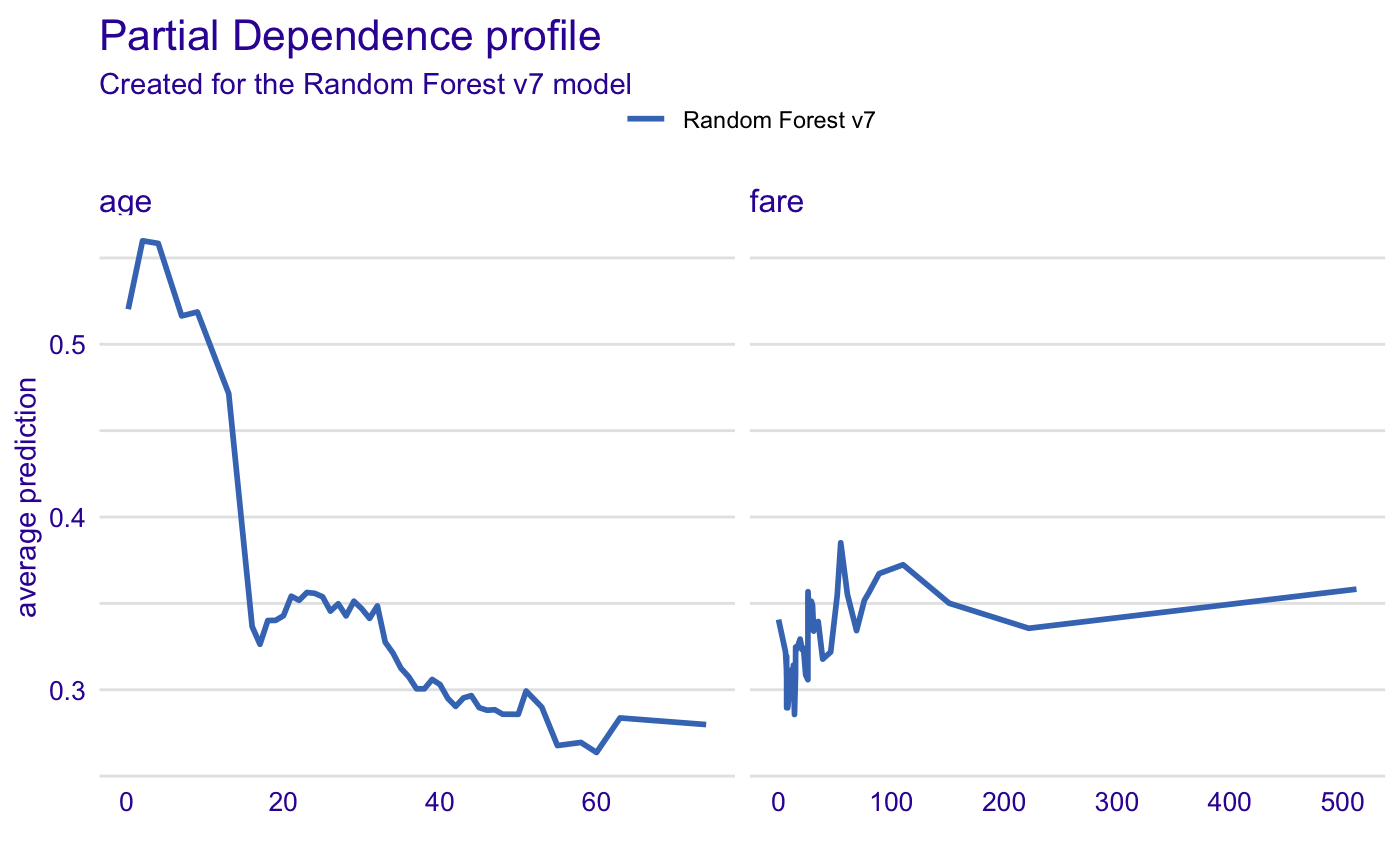 Partial Dependence profile
Created for the Random Forest v7 model
Random Forest v7
age
fare
average prediction
0.5
0.4
0.3
0 20 40 60
0 100 200 300 400 500